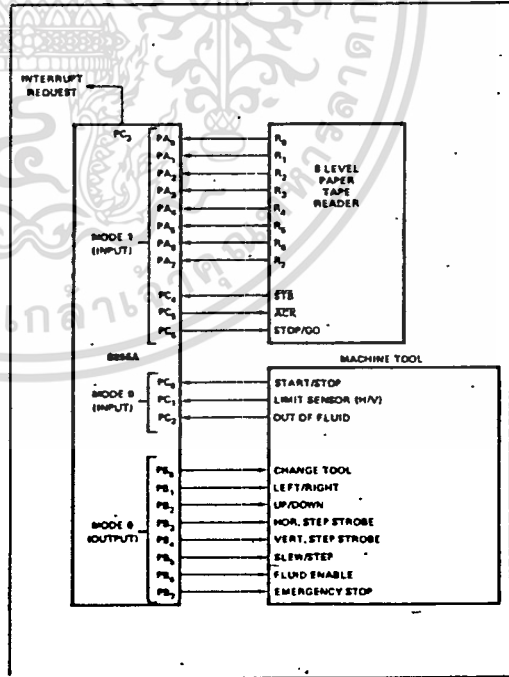 INTERRUPT
REQUEST
PC3
MODE 1
(INPUT)
PA0
PA1
PA2
PA3
PA4
PA5
PA6
PA7
PC4
PC5
PC6
R0
R1
R2
R3
R4
R5
R6
R7
STB
ACK
STOP/GO
8 LEVEL
PAPER
TAPE
READER
8255A
MACHINE TOOL
MODE 0
(INPUT)
PC0
PC1
PC2
START/STOP
LIMIT SENSOR (H/V)
OUT OF FLUID
MODE 0
(OUTPUT)
PB0
PB1
PB2
PB3
PB4
PB5
PB6
PB7
CHANGE TOOL
LEFT/RIGHT
UP/DOWN
HOR. STEP STROBE
VERT. STEP STROBE
SLEW/STEP
FLUID ENABLE
EMERGENCY STOP